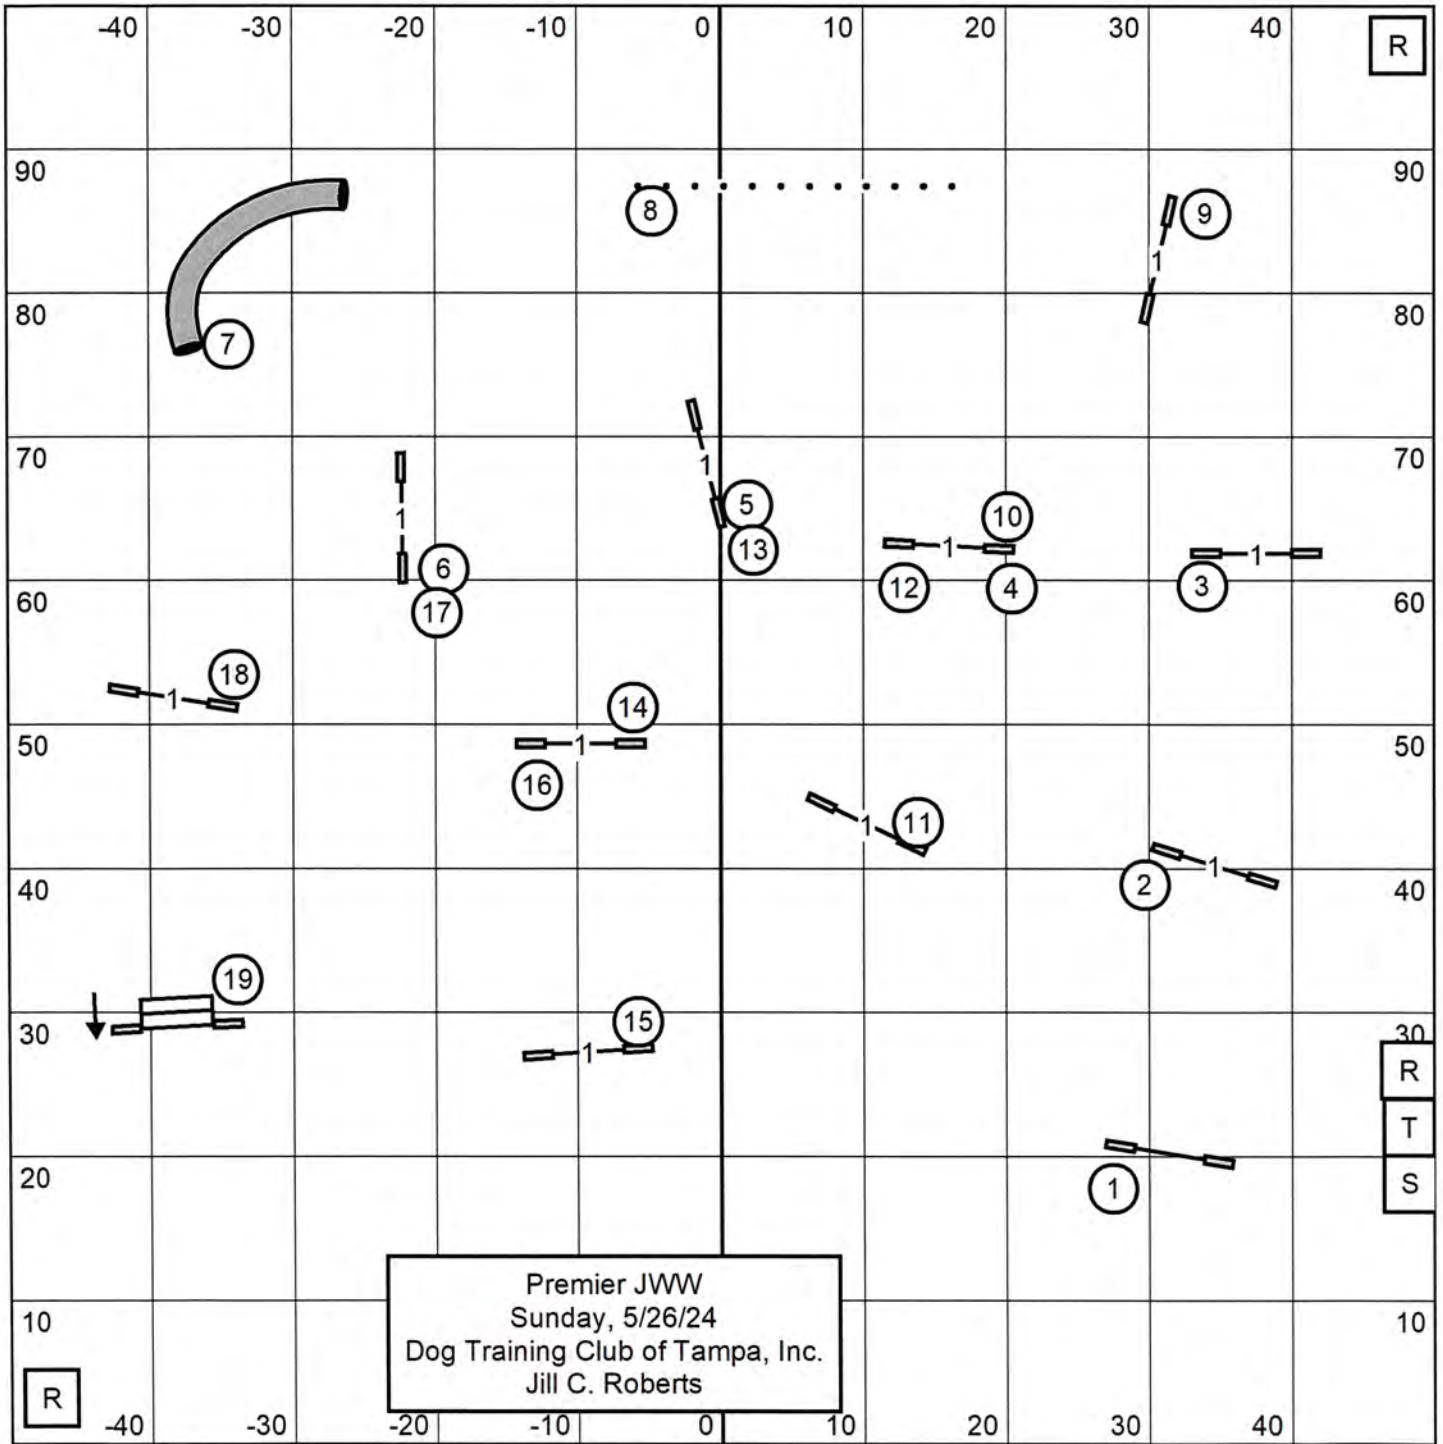 -40 -30 -20 -10 0 10 20 30 40 R
90 90
8 9
1
80 80
7
1
70 70
5
1 10
13 1 1
6 12 4 3
60 60
17
18
1 14
50 50
1
16
11
1
1
2
40 40
19
15
30 30
1
R
T
20 S
1
Premier JWW
Sunday, 5/26/24
10 10
Dog Training Club of Tampa, Inc.
Jill C. Roberts
R
-40 -30 -20 -10 0 10 20 30 40